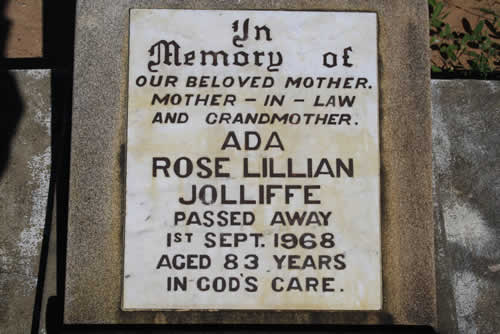 In
Memory of
OUR BELOVED MOTHER.
MOTHER - IN - LAW
AND GRANDMOTHER.
ADA
ROSE LILLIAN
JOLLIFFE
PASSED AWAY
1ST SEPT. 1968
AGED 83 YEARS
IN GOD'S CARE.